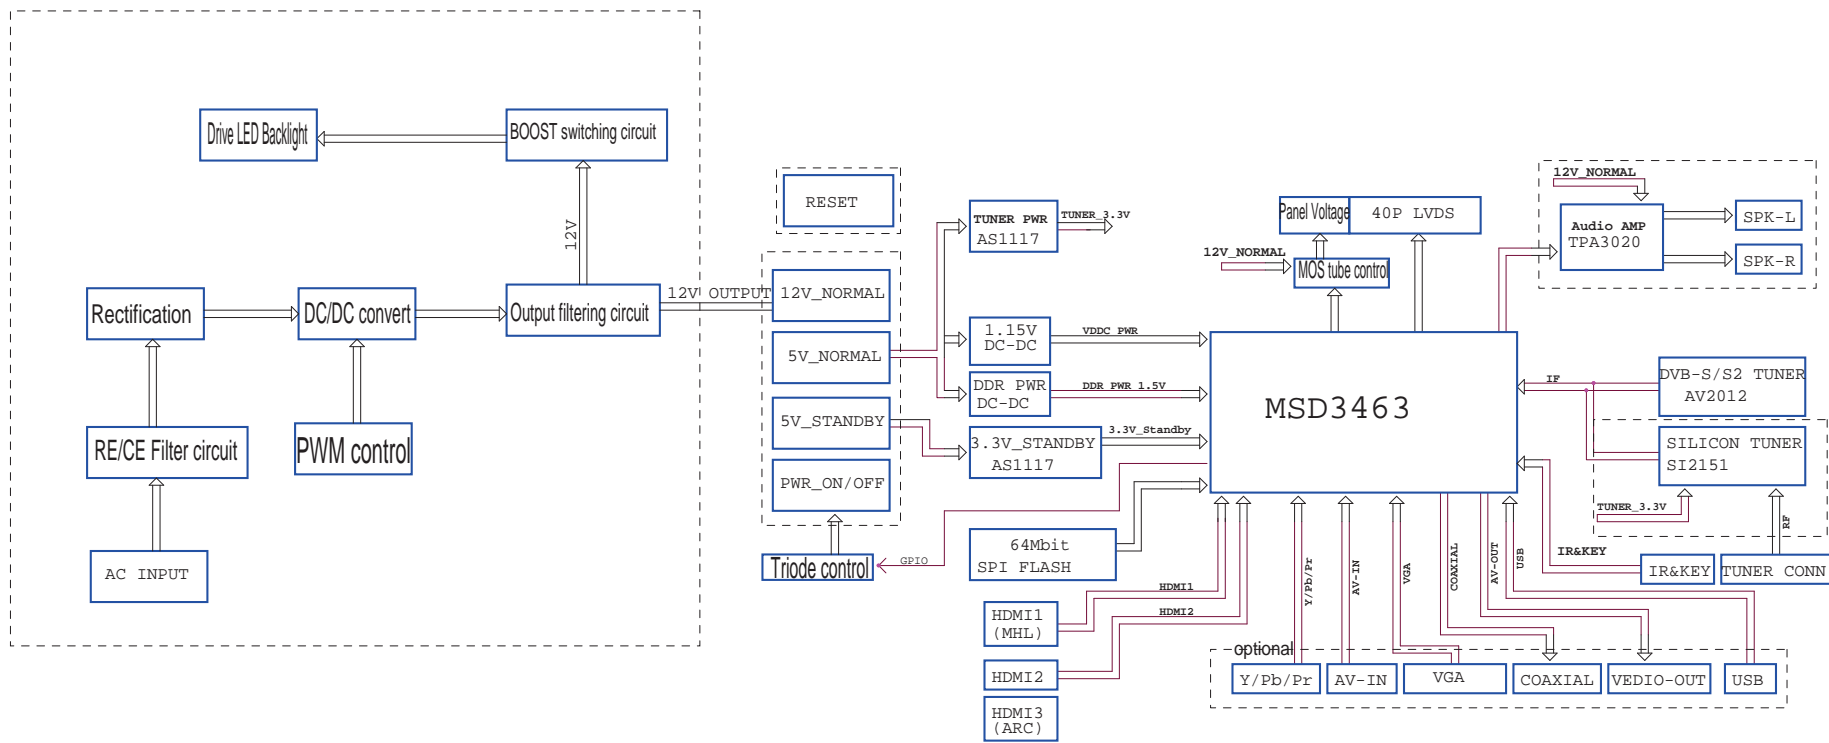 Drive LED Backlight
BOOST switching circuit
12V
Rectification
DC/DC convert
Output filtering circuit
12V OUTPUT
RE/CE Filter circuit
PWM control
AC INPUT
RESET
12V_NORMAL
5V_NORMAL
5V_STANDBY
PWR_ON/OFF
Triode control
GPIO
TUNER PWR
AS1117
TUNER_3.3V
1.15V
DC-DC
VDDC PWR
DDR PWR
DC-DC
DDR PWR 1.5V
3.3V_STANDBY
AS1117
3.3V_Standby
64Mbit
SPI FLASH
HDMI1
(MHL)
HDMI1
HDMI2
HDMI2
HDMI3
(ARC)
Panel Voltage
40P LVDS
12V_NORMAL
MOS tube control
MSD3463
12V_NORMAL
Audio AMP
TPA3020
SPK-L
SPK-R
IF
DVB-S/S2 TUNER
AV2012
SILICON TUNER
SI2151
TUNER_3.3V
RF
IR&KEY
IR&KEY
TUNER CONN
Y/Pb/Pr
AV-IN
VGA
COAXIAL
AV-OUT
USB
optional
Y/Pb/Pr
AV-IN
VGA
COAXIAL
VEDIO-OUT
USB